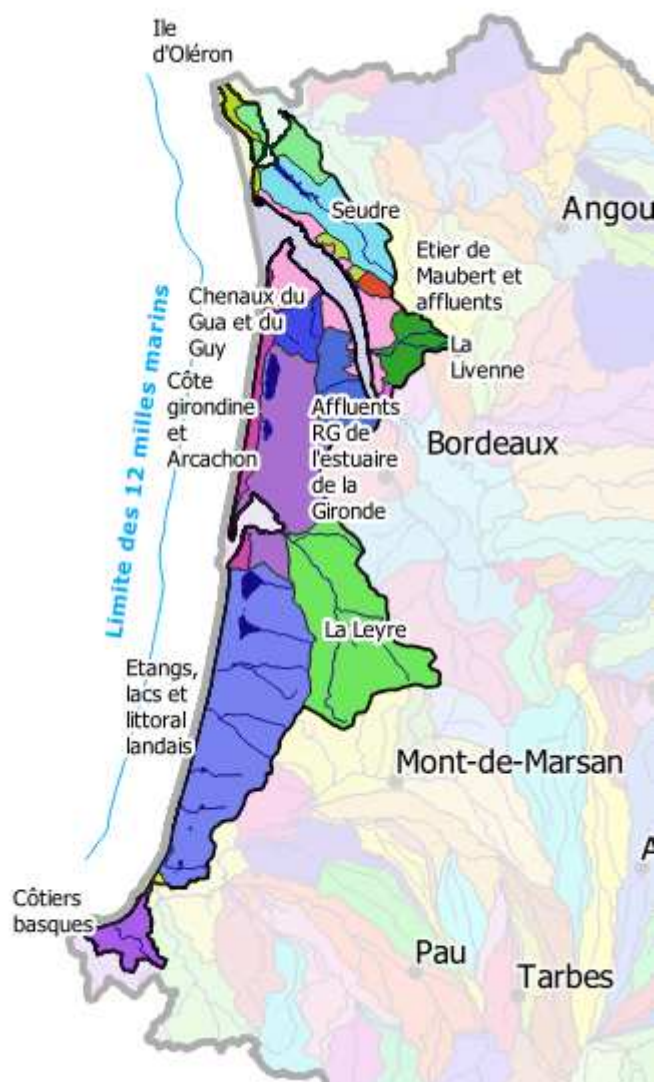 Ile
d'Oléron
Seudre
Angou
Etier de
Maubert et
affluents
Chenaux du
Gua et du
Guy
La
Livenne
Côte
girondine
et
Arcachon
Affluents
RG de
l'estuaire
de la
Gironde
Bordeaux
Limite des 12 milles marins
La Leyre
Etangs,
lacs et
littoral
landais
Mont-de-Marsan
A
Côtiers
basques
Pau
Tarbes